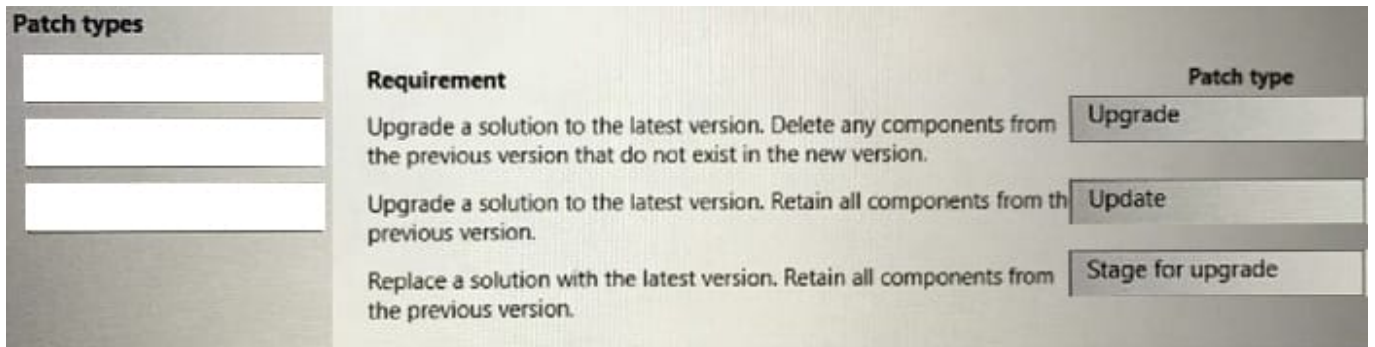 Patch types
Requirement
Patch type
Upgrade a solution to the latest version. Delete any components from
the previous version that do not exist in the new version.
Upgrade
Upgrade a solution to the latest version. Retain all components from th
previous version.
Update
Replace a solution with the latest version. Retain all components from
the previous version.
Stage for upgrade